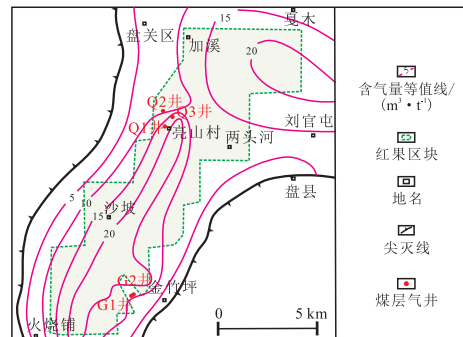 15
戛木
盘关区
加溪
20
Q2井
Q3井
Q1井
亮山村
刘官屯
两头河
盘县
5
10
15
沙坡
20
G2井
金竹坪
G1井
火烧铺
0
5 km
5
含气量等值线/
(m³·t⁻¹)
红果区块
地名
尖灭线
煤层气井